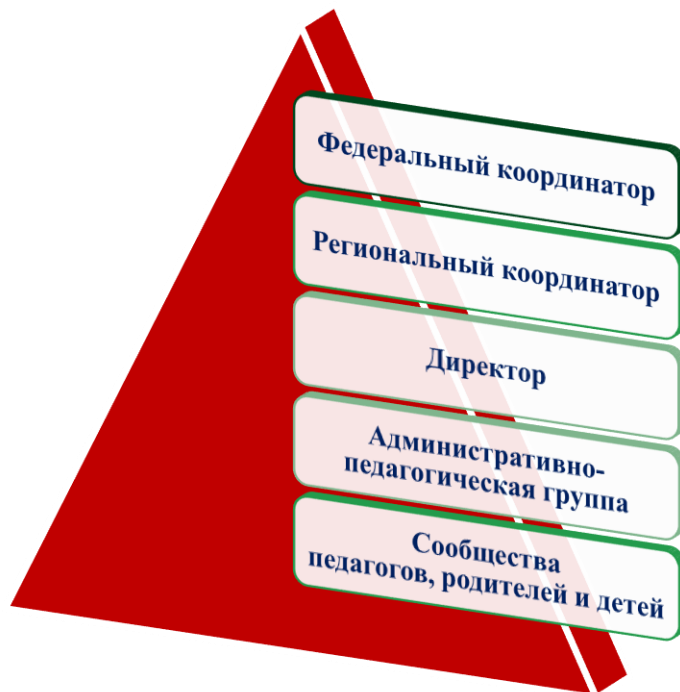 Федеральный координатор
Региональный координатор
Директор
Административно-
педагогическая группа
Сообщества
педагогов, родителей и детей